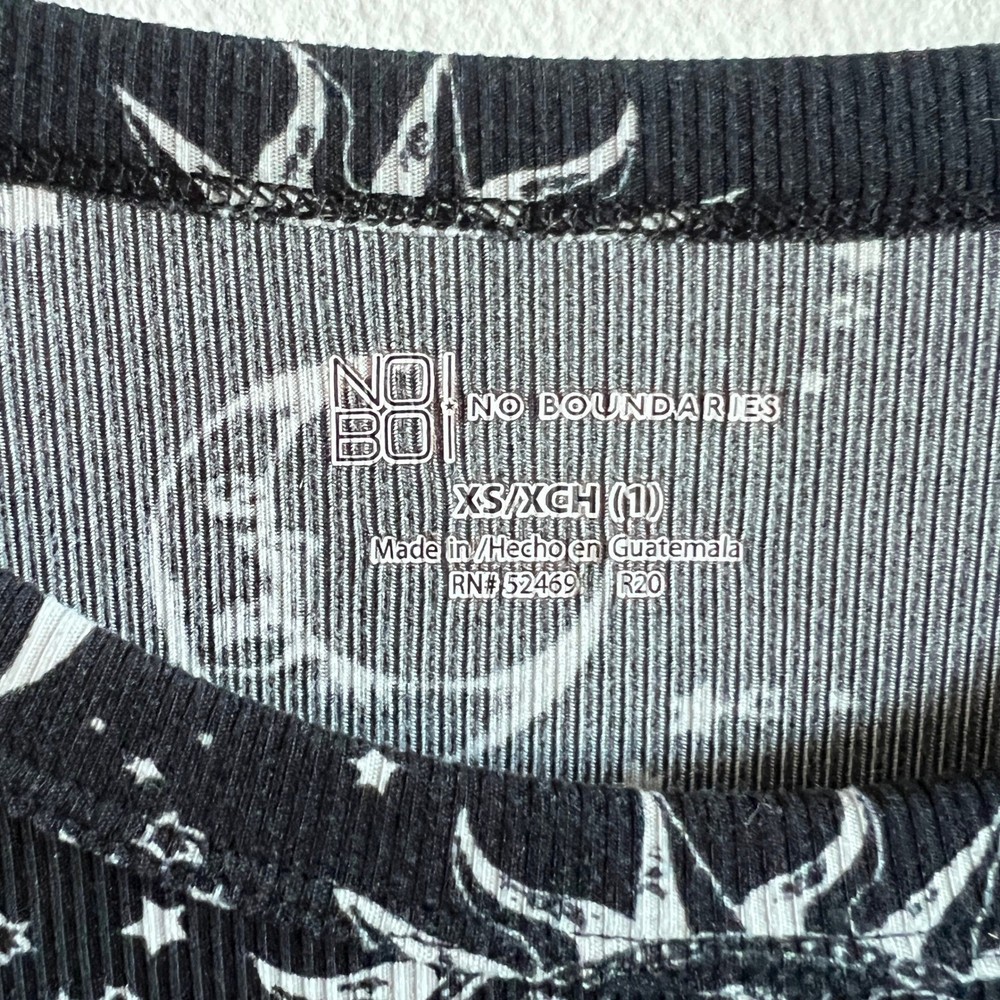 NO
BO
NO BOUNDARIES
XS/XCH (1)
Made in/Hecho en Guatemala
RN# 52469 R20